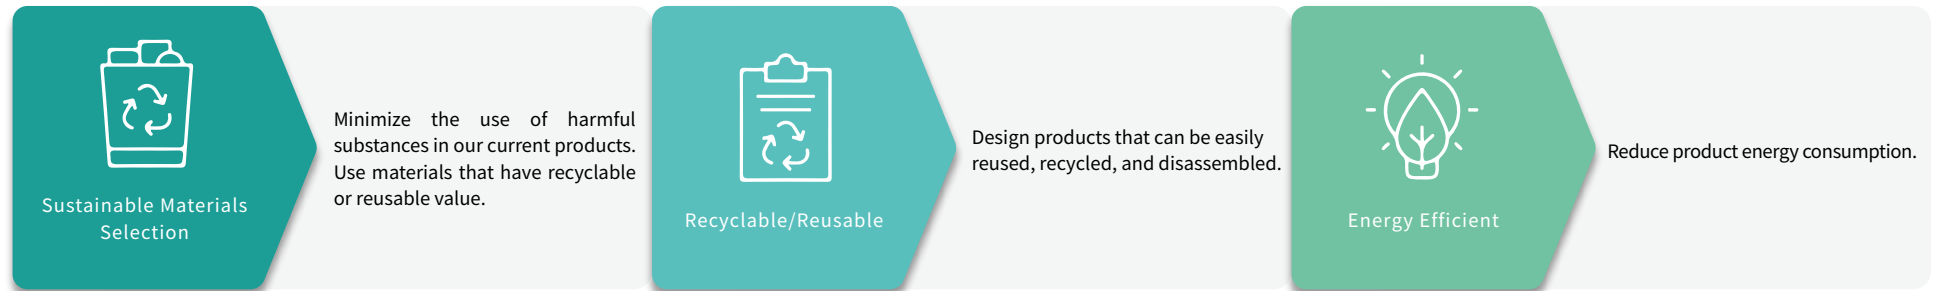 Sustainable Materials
Selection
Minimize the use of harmful
substances in our current products.
Use materials that have recyclable
or reusable value.
Recyclable/Reusable
Design products that can be easily
reused, recycled, and disassembled.
Energy Efficient
Reduce product energy consumption.